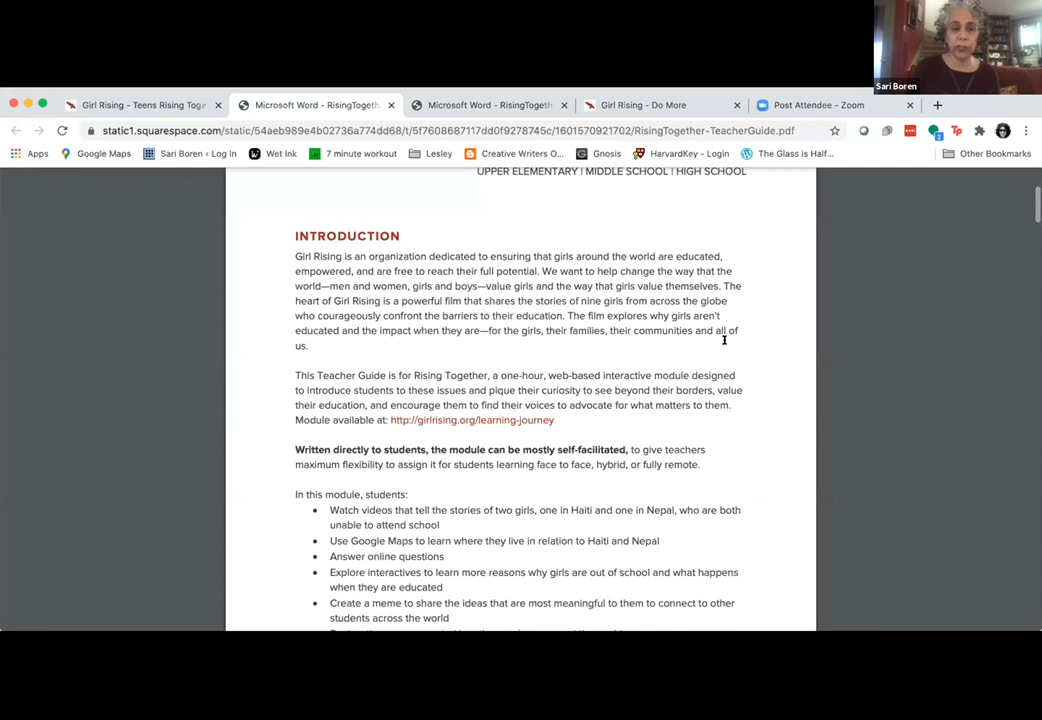 Sari Boren
Girl Rising - Teens Rising Toge
Microsoft Word - RisingTogeth
Microsoft Word - RisingTogeth
Girl Rising - Do More
Post Attendee - Zoom
static1.squarespace.com/static/54aeb989e4b02736a774dd68/t/5f7608687117dd0f9278745c/1601570921702/RisingTogether-TeacherGuide.pdf
Apps Google Maps Sari Boren ‹ Log In Wet Ink 7 minute workout Lesley Creative Writers O... Gnosis HarvardKey - Login The Glass is Half... Other Bookmarks
UPPER ELEMENTARY | MIDDLE SCHOOL | HIGH SCHOOL
INTRODUCTION
Girl Rising is an organization dedicated to ensuring that girls around the world are educated,
empowered, and are free to reach their full potential. We want to help change the way that the
world—men and women, girls and boys—value girls and the way that girls value themselves. The
heart of Girl Rising is a powerful film that shares the stories of nine girls from across the globe
who courageously confront the barriers to their education. The film explores why girls aren't
educated and the impact when they are—for the girls, their families, their communities and all of
us.
This Teacher Guide is for Rising Together, a one-hour, web-based interactive module designed
to introduce students to these issues and pique their curiosity to see beyond their borders, value
their education, and encourage them to find their voices to advocate for what matters to them.
Module available at: http://girlrising.org/learning-journey
Written directly to students, the module can be mostly self-facilitated, to give teachers
maximum flexibility to assign it for students learning face to face, hybrid, or fully remote.
In this module, students:
• Watch videos that tell the stories of two girls, one in Haiti and one in Nepal, who are both
unable to attend school
• Use Google Maps to learn where they live in relation to Haiti and Nepal
• Answer online questions
• Explore interactives to learn more reasons why girls are out of school and what happens
when they are educated
• Create a meme to share the ideas that are most meaningful to them to connect to other
students across the world